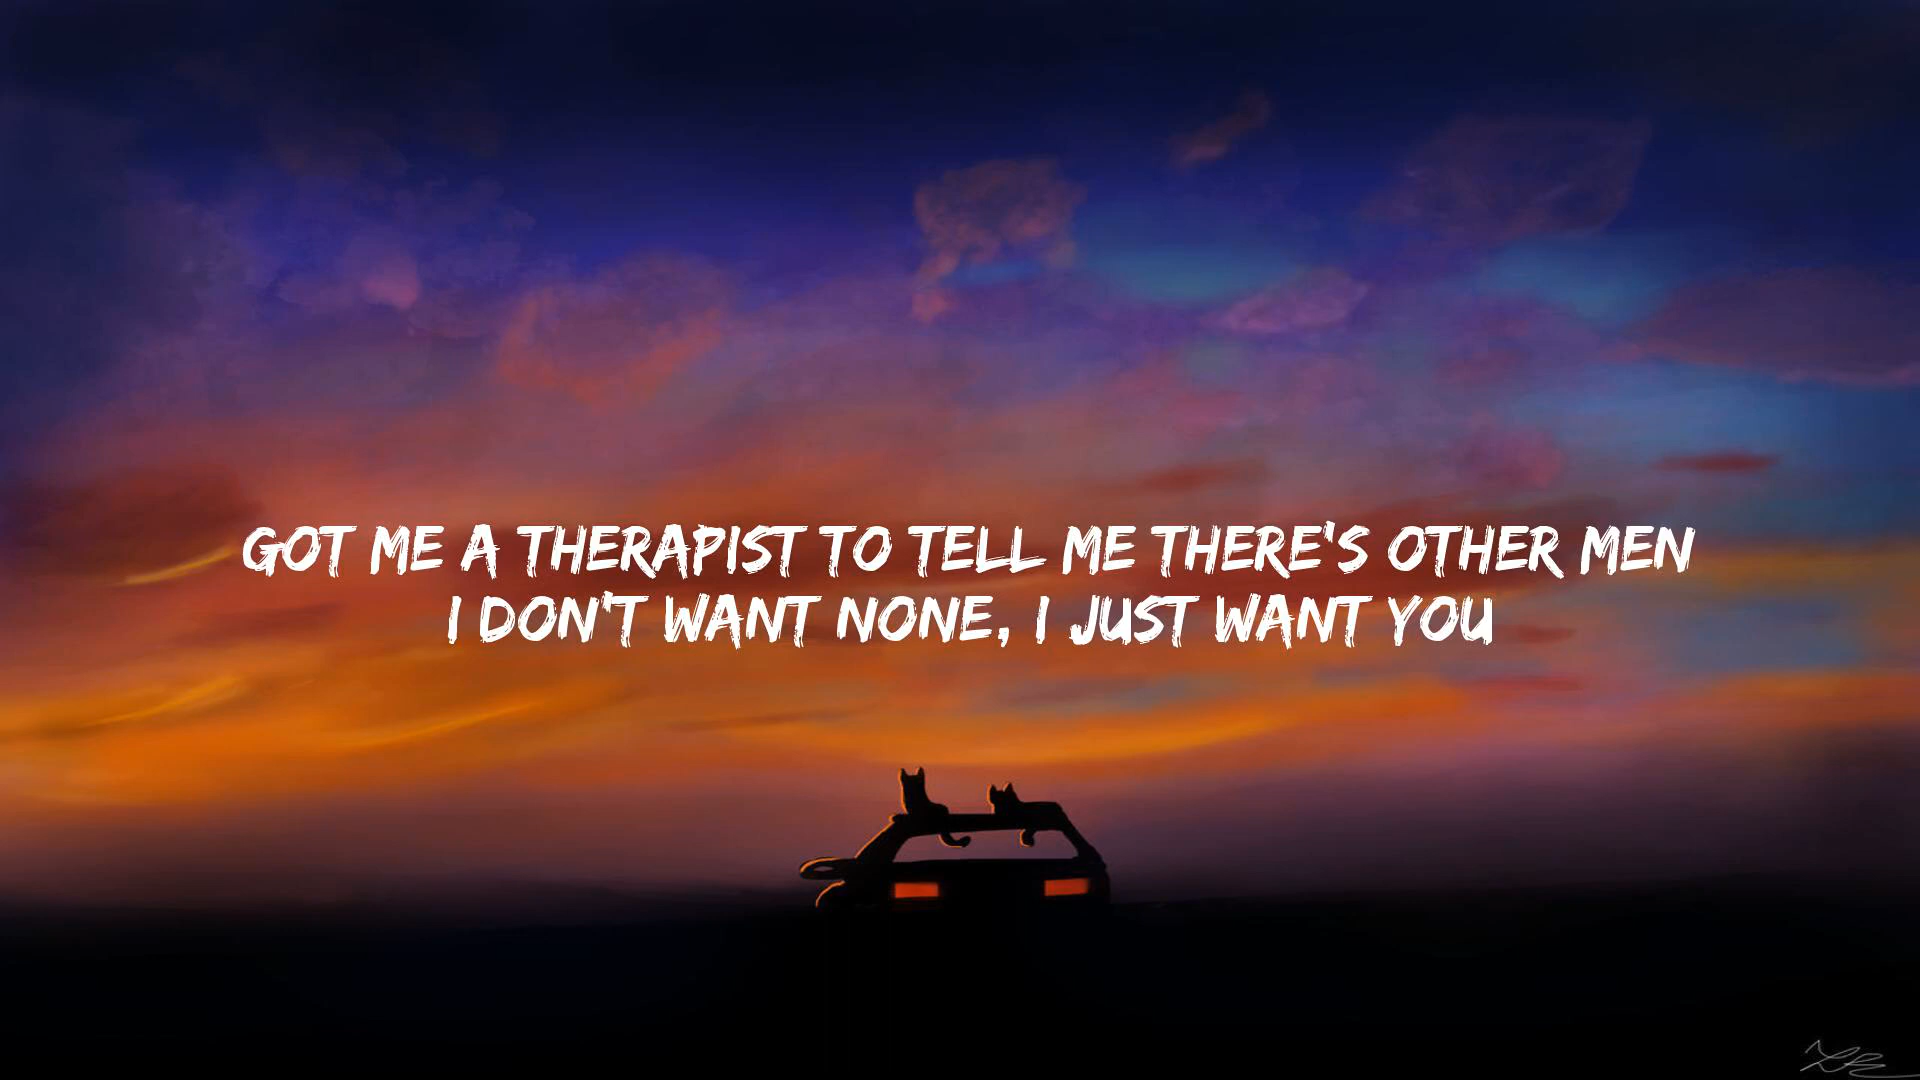 GOT ME A THERAPIST TO TELL ME THERE'S OTHER MEN
I DON'T WANT NONE, I JUST WANT YOU